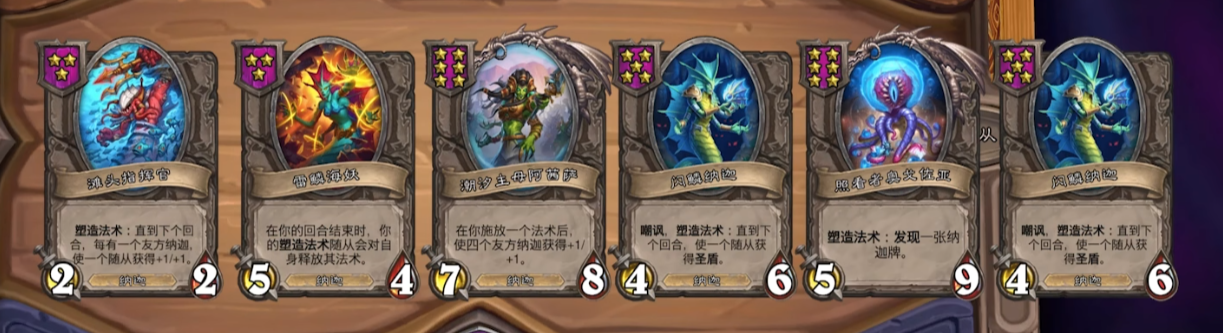 滩头指挥官
塑造法术：直到下个回
合，每有一个友方纳迦，
使一个随从获得+1/+1。
2
纳迦
2
雷鳞海妖
在你的回合结束时，你
的塑造法术随从会对自
身释放其法术。
5
纳迦
4
潮汐主母阿茜萨
在你施放一个法术后，
使四个友方纳迦获得+1/
+1。
7
纳迦
8
闪鳞纳迦
嘲讽，塑造法术：直到下
个回合，使一个随从获
得圣盾。
4
纳迦
6
照看者奥戈佐亚
塑造法术：发现一张纳
迦牌。
5
9
从
闪鳞纳迦
嘲讽，塑造法术：直到下
个回合，使一个随从获
得圣盾。
4
纳迦
6